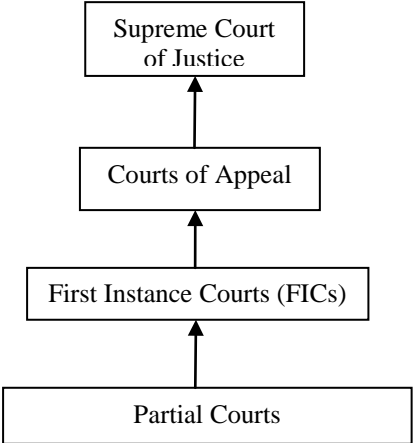 Supreme Court
of Justice
Courts of Appeal
First Instance Courts (FICs)
Partial Courts